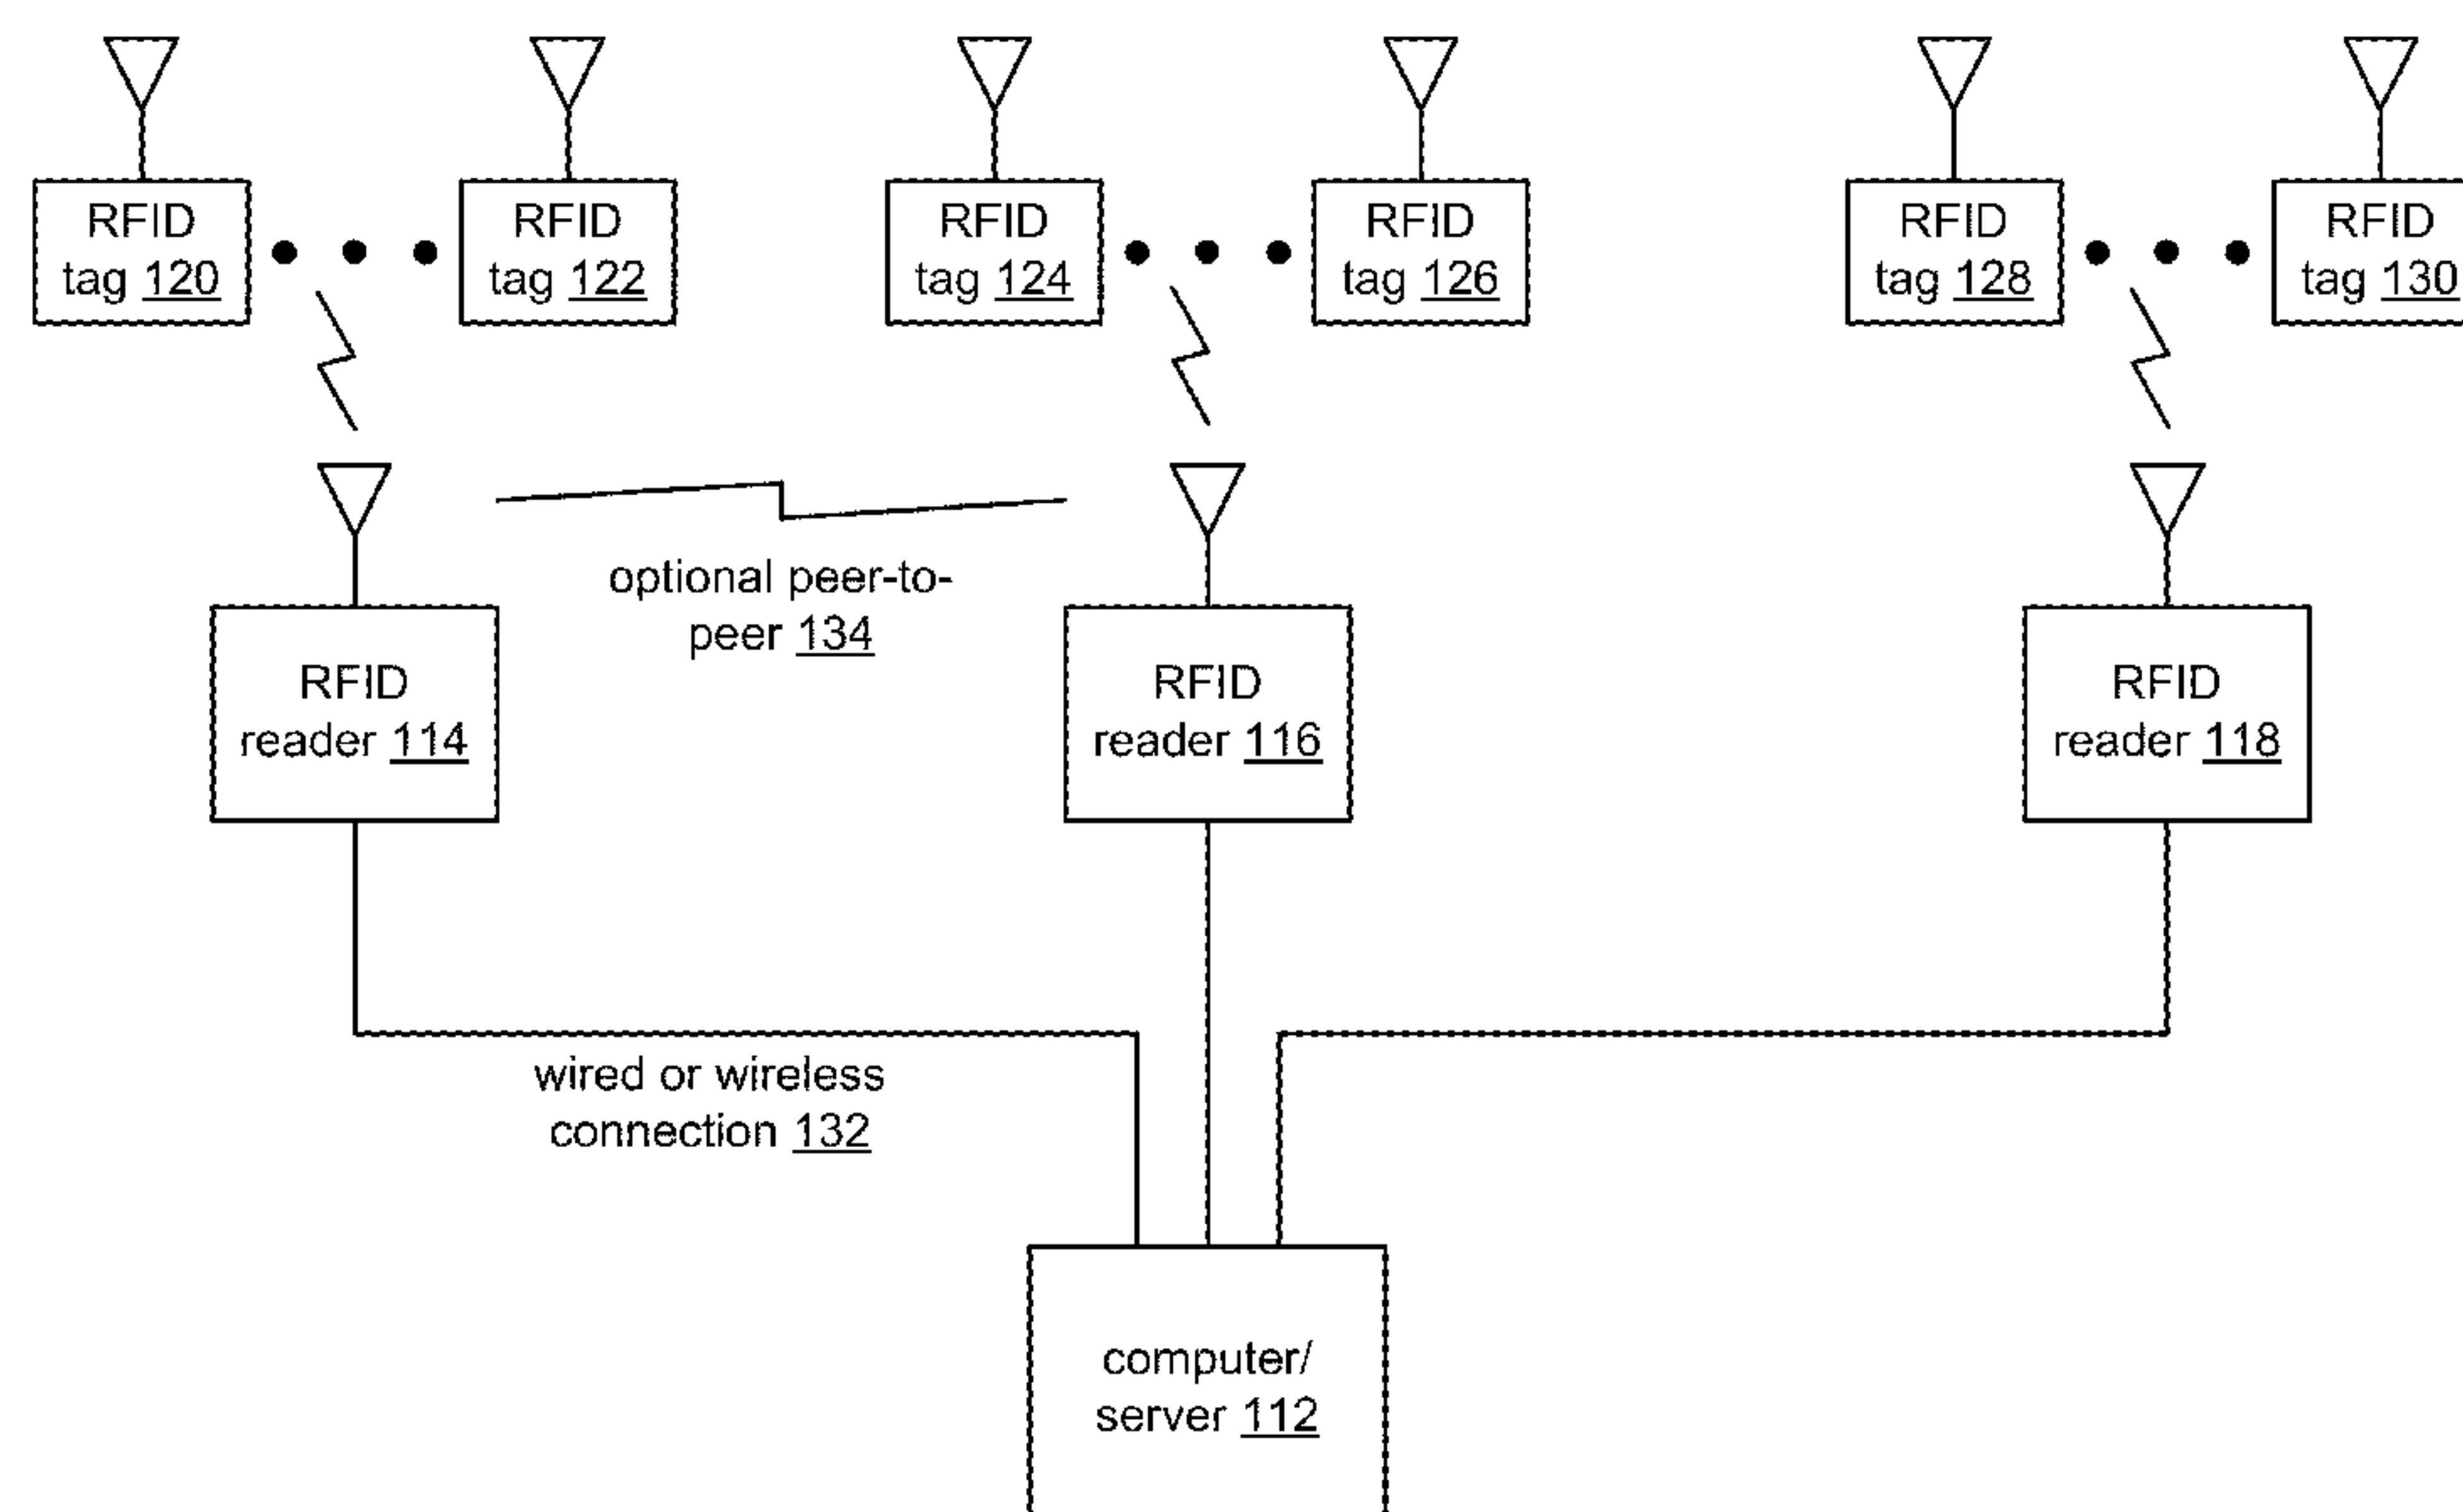 RFID
tag 120
RFID
tag 122
RFID
tag 124
RFID
tag 126
RFID
tag 128
RFID
tag 130
optional peer-to-
peer 134
RFID
reader 114
RFID
reader 116
RFID
reader 118
wired or wireless
connection 132
computer/
server 112